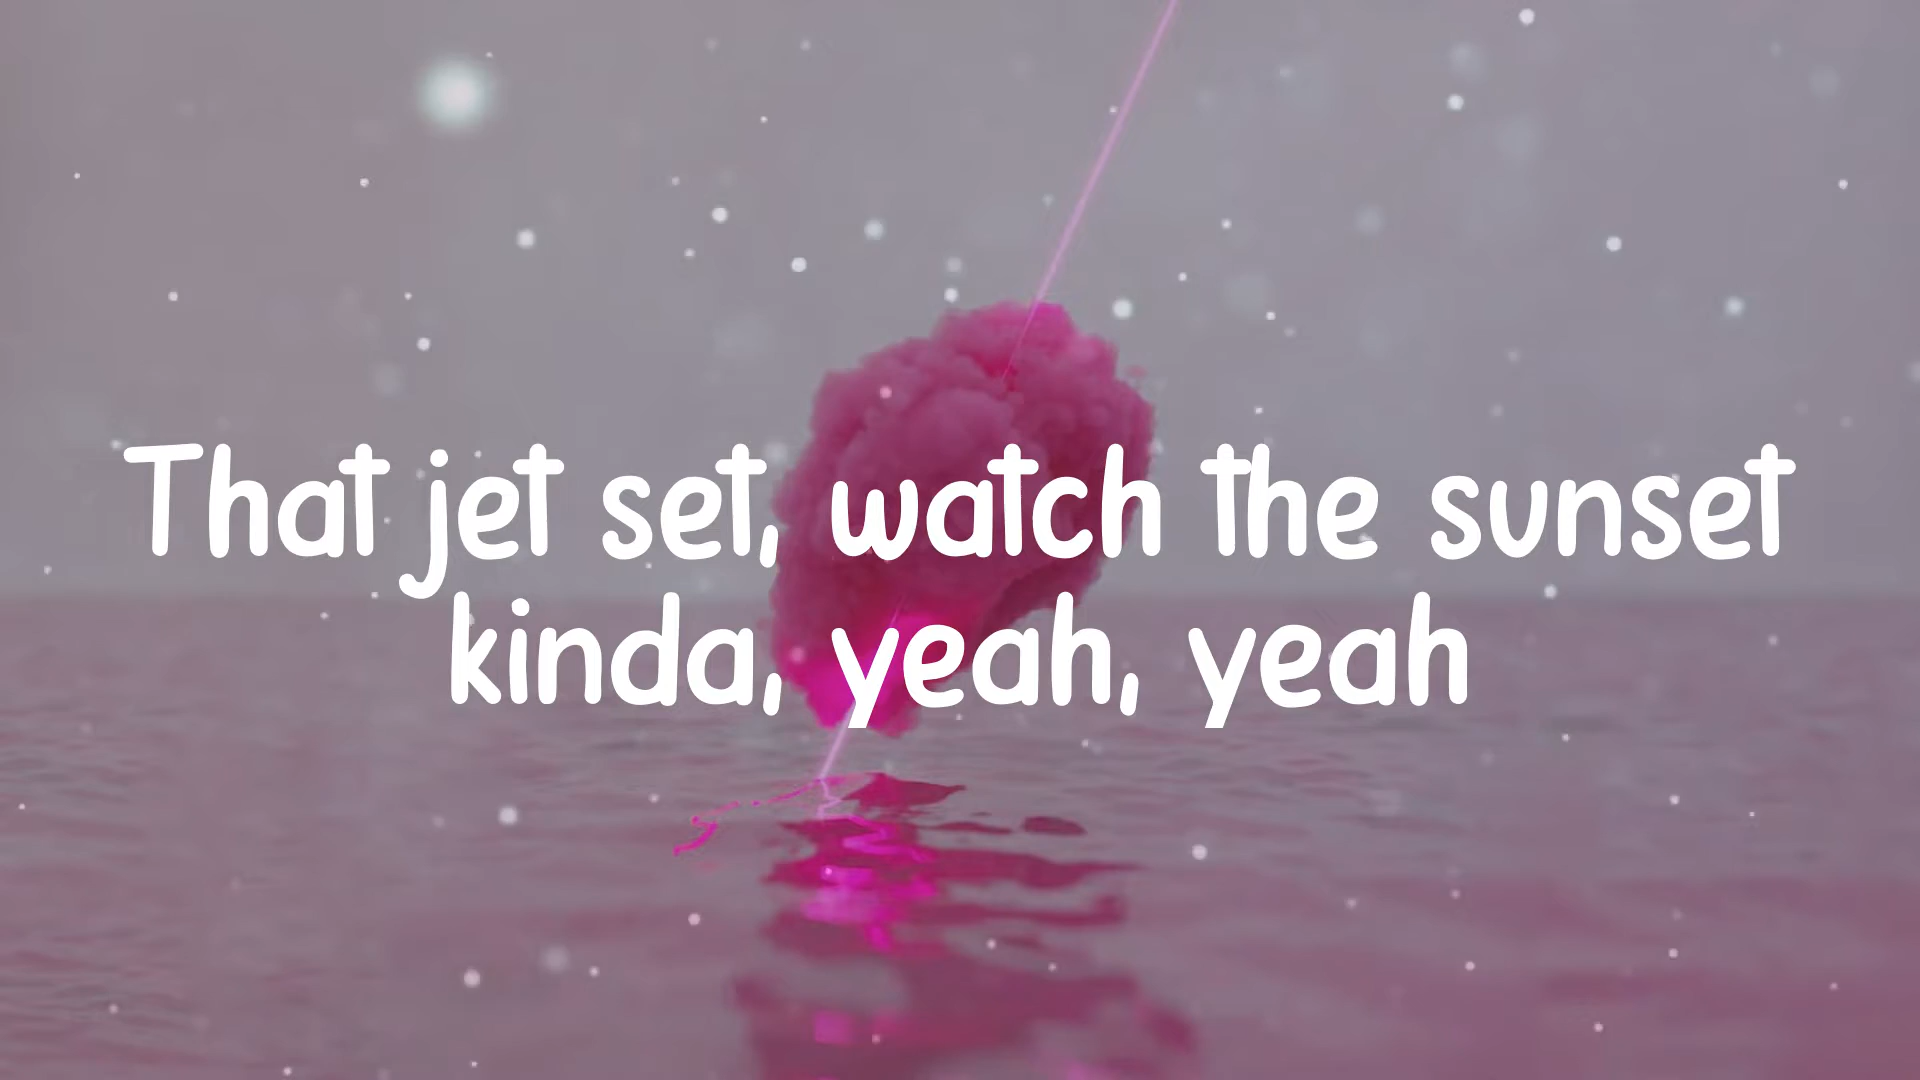 That jet set, watch the sunset
kinda, yeah, yeah